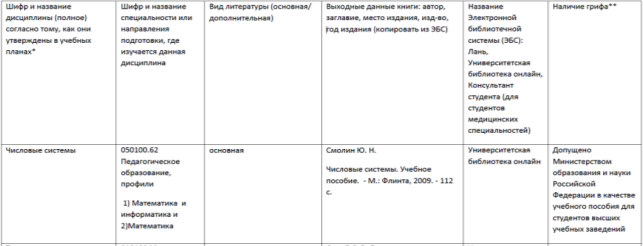 Шифр и название
дисциплины (полное)
согласно тому, как они
утверждены в учебных
планах*
Шифр и название
специальности или
направления
подготовки, где
изучается данная
дисциплина
Вид литературы (основная/
дополнительная)
Выходные данные книги: автор,
заглавие, место издания, изд-во,
год издания (копировать из ЭБС)
Название
Электронной
библиотечной
системы (ЭБС):
Лань,
Университетская
библиотека онлайн,
Консультант
студента (для
студентов
медицинских
специальностей)
Наличие грифа**
Числовые системы
050100.62
Педагогическое
образование,
профили
1) Математика и
информатика и
2)Математика
основная
Смолин Ю. Н.
Числовые системы. Учебное
пособие. - М.: Флинта, 2009. - 112
с.
Университетская
библиотека онлайн
Допущено
Министерством
образования и науки
Российской
Федерации в качестве
учебного пособия для
студентов высших
учебных заведений